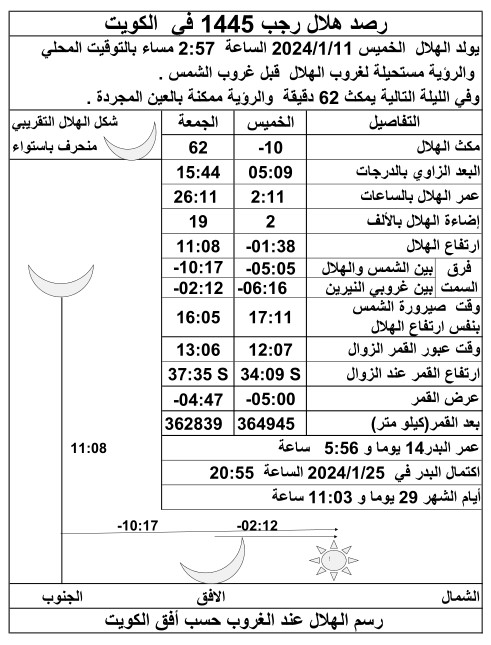 رصد هلال رجب 1445 في الكويت
يولد الهلال الخميس 2024/1/11 الساعة 2:57 مساء بالتوقيت المحلي
والرؤية مستحيلة لغروب الهلال قبل غروب الشمس .
وفي الليلة التالية يمكث 62 دقيقة والرؤية ممكنة بالعين المجردة .
التفاصيل الخميس الجمعة شكل الهلال التقريبي
منحرف باستواء
مكث الهلال -10 62
البعد الزاوي بالدرجات 05:09 15:44
عمر الهلال بالساعات 2:11 26:11
إضاءة الهلال بالألف 2 19
ارتفاع الهلال -01:38 11:08
فرق بين الشمس والهلال -05:05 -10:17
السمت بين غروبي النيرين -06:16 -02:12
وقت صيرورة الشمس
بنفس ارتفاع الهلال 17:11 16:05
وقت عبور القمر الزوال 12:07 13:06
ارتفاع القمر عند الزوال 34:09 S 37:35 S
عرض القمر -05:00 -04:47
بعد القمر(كيلو متر) 364945 362839
عمر البدر14 يوما و 5:56 ساعة
11:08
اكتمال البدر في 2024/1/25 الساعة 20:55
أيام الشهر 29 يوما و 11:03 ساعة
-02:12 -10:17
الشمال الافق الجنوب
رسم الهلال عند الغروب حسب أفق الكويت